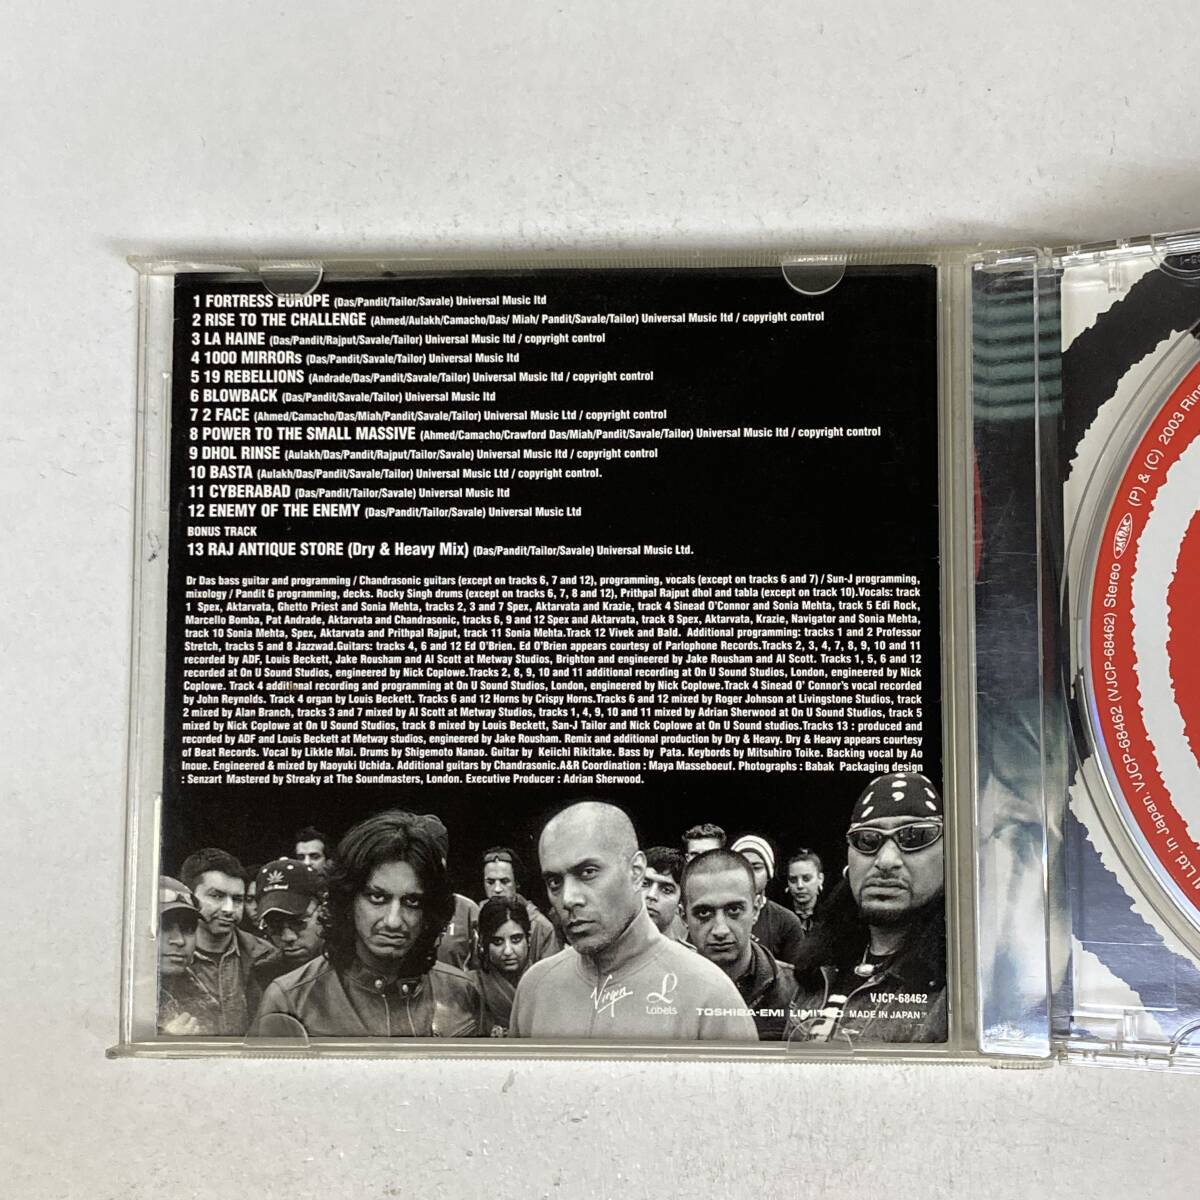 1 FORTRESS EUROPE (Das/Pandit/Tailor/Savale) Universal Music ltd
2 RISE TO THE CHALLENGE (Ahmed/Aulakh/Camacho/Das/ Miah/ Pandit/Savale/Tailor) Universal Music ltd / copyright control
3 LA HAINE (Das/Pandit/Rajput/Savale/Tailor) Universal Music ltd / copyright control
4 1000 MIRRORs (Das/Pandit/Savale/Tailor) Universal Music ltd
5 19 REBELLIONS (Andrade/Das/Pandit/Savale/Tailor) Universal Music ltd / copyright control
6 BLOWBACK (Das/Pandit/Savale/Tailor) Universal Music ltd
7 2 FACE (Ahmed/Camacho/Das/Miah/Pandit/Savale/Tailor) Universal Music Ltd / copyright control
8 POWER TO THE SMALL MASSIVE (Ahmed/Camacho/Crawford Das/Miah/Pandit/Savale/Tailor) Universal Music ltd / copyright control
9 DHOL RINSE (Aulakh/Das/Pandit/Rajput/Savale/Tailor) Universal Music ltd / copyright control
10 BASTA (Aulakh/Das/Pandit/Savale/Tailor) Universal Music Ltd / copyright control.
11 CYBERABAD (Das/Pandit/Tailor/Savale) Universal Music ltd
12 ENEMY OF THE ENEMY (Das/Pandit/Tailor/Savale) Universal Music Ltd
BONUS TRACK
13 RAJ ANTIQUE STORE (Dry & Heavy Mix) (Das/Pandit/Tailor/Savale) Universal Music Ltd.
Dr Das bass guitar and programming / Chandrasonic guitars (except on tracks 6, 7 and 12), programming, vocals (except on tracks 6 and 7) / Sun-J programming,
mixology / Pandit G programming, decks. Rocky Singh drums (except on tracks 6, 7, 8 and 12), Prithpal Rajput dhol and tabla (except on track 10).Vocals: track
1 Spex, Aktarvata, Ghetto Priest and Sonia Mehta, tracks 2, 3 and 7 Spex, Aktarvata and Krazie, track 4 Sinead O'Connor and Sonia Mehta, track 5 Edi Rock,
Marcello Bomba, Pat Andrade, Aktarvata and Chandrasonic, tracks 6, 9 and 12 Spex and Aktarvata, track 8 Spex, Aktarvata, Krazie, Navigator and Sonia Mehta,
track 10 Sonia Mehta, Spex, Aktarvata and Prithpal Rajput, track 11 Sonia Mehta.Track 12 Vivek and Bald. Additional programming: tracks 1 and 2 Professor
Stretch, tracks 5 and 8 Jazzwad.Guitars: tracks 4, 6 and 12 Ed O'Brien. Ed O'Brien appears courtesy of Parlophone Records.Tracks 2, 3, 4, 7, 8, 9, 10 and 11
recorded by ADF, Louis Beckett, Jake Rousham and Al Scott at Metway Studios, Brighton and engineered by Jake Rousham and Al Scott. Tracks 1, 5, 6 and 12
recorded at On U Sound Studios, engineered by Nick Coplowe.Tracks 2, 8, 9, 10 and 11 additional recording at On U Sound Studios, London, engineered by Nick
Coplowe. Track 4 additional recording and programming at On U Sound Studios, London, engineered by Nick Coplowe.Track 4 Sinead O' Connor's vocal recorded
by John Reynolds. Track 4 organ by Louis Beckett. Tracks 6 and 12 Horns by Crispy Horns.Tracks 6 and 12 mixed by Roger Johnson at Livingstone Studios, track
2 mixed by Alan Branch, tracks 3 and 7 mixed by Al Scott at Metway Studios, tracks 1, 4, 9, 10 and 11 mixed by Adrian Sherwood at On U Sound Studios, track 5
mixed by Nick Coplowe at On U Sound Studios, track 8 mixed by Louis Beckett, San-J Tailor and Nick Coplowe at On U Sound studios.Tracks 13 : produced and
recorded by ADF and Louis Beckett at Metway studios, engineered by Jake Rousham. Remix and additional production by Dry & Heavy. Dry & Heavy appears courtesy
of Beat Records. Vocal by Likkle Mai. Drums by Shigemoto Nanao. Guitar by Keiichi Rikitake. Bass by Pata. Keybords by Mitsuhiro Toike. Backing vocal by Ao
Inoue. Engineered & mixed by Naoyuki Uchida. Additional guitars by Chandrasonic.A&R Coordination : Maya Masseboeuf. Photographs : Babak Packaging design
: Senzart Mastered by Streaky at The Soundmasters, London. Executive Producer : Adrian Sherwood.
Virgin
L
Labels
TOSHIBA-EMI LIMITED MADE IN JAPAN
VJCP-68462
Ltd. in Japan. VJCP-68462 (VJCP-68462) Stereo JASRAC (P) & (C) 2003